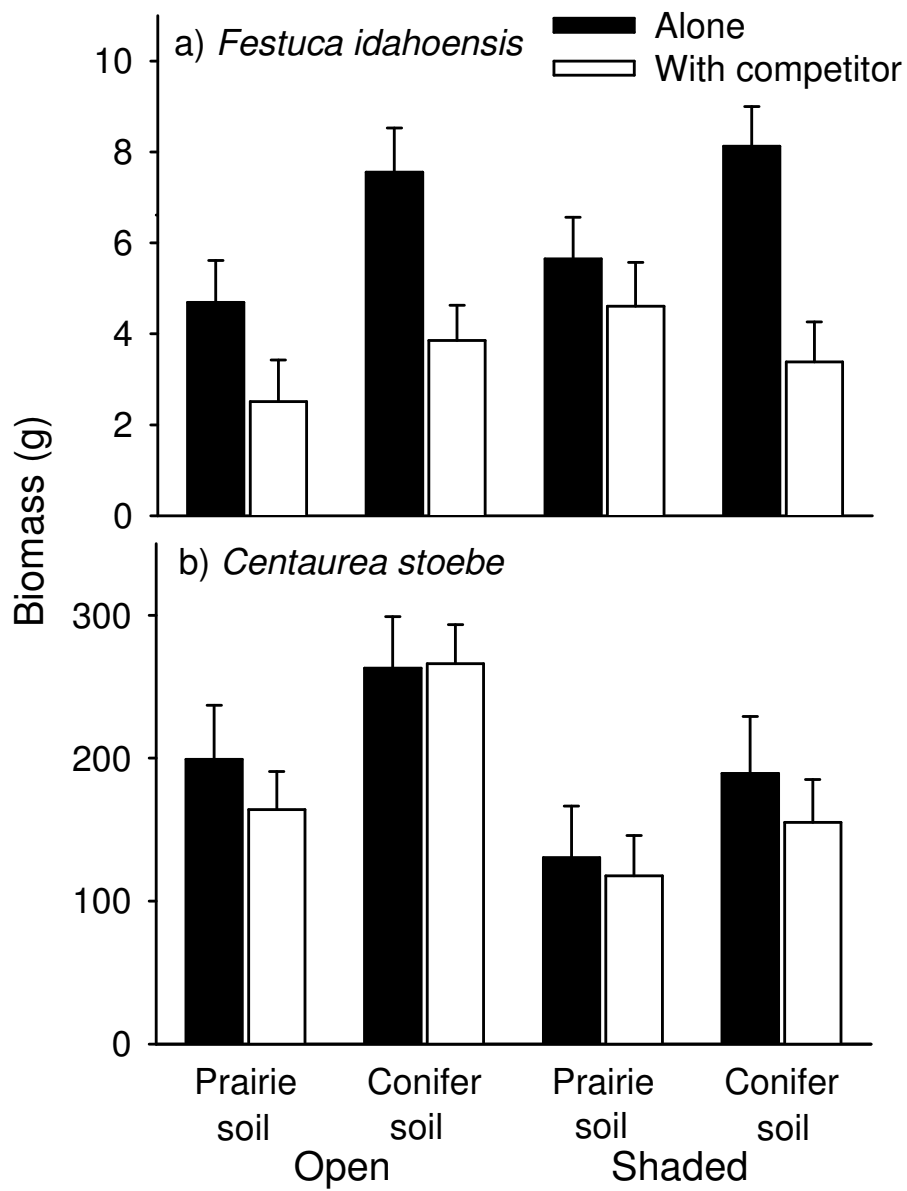 a) Festuca idahoensis
Alone
With competitor
10
8
6
4
2
0
Biomass (g)
b) Centaurea stoebe
300
200
100
0
Prairie soil
Conifer soil
Prairie soil
Conifer soil
Open
Shaded